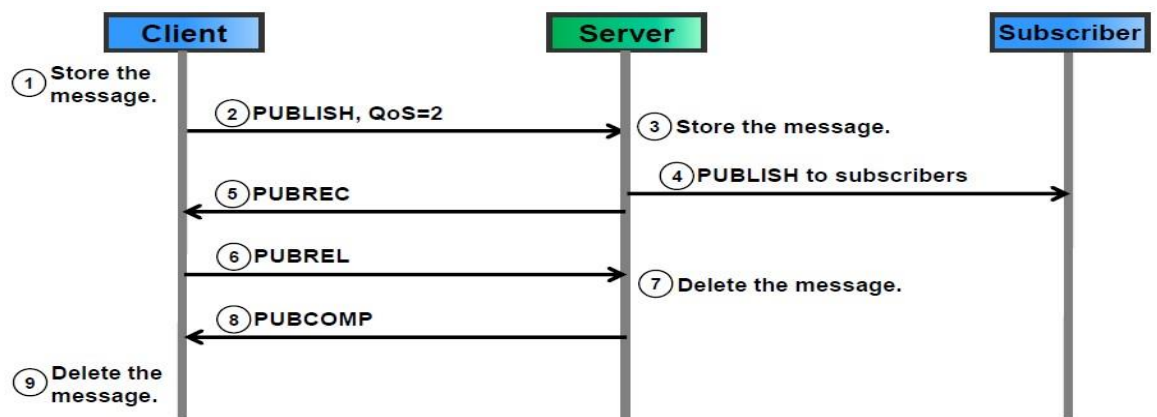 Client
Server
Subscriber
1 Store the
message.
2 PUBLISH, QoS=2
3 Store the message.
4 PUBLISH to subscribers
5 PUBREC
6 PUBREL
7 Delete the message.
8 PUBCOMP
9 Delete the
message.